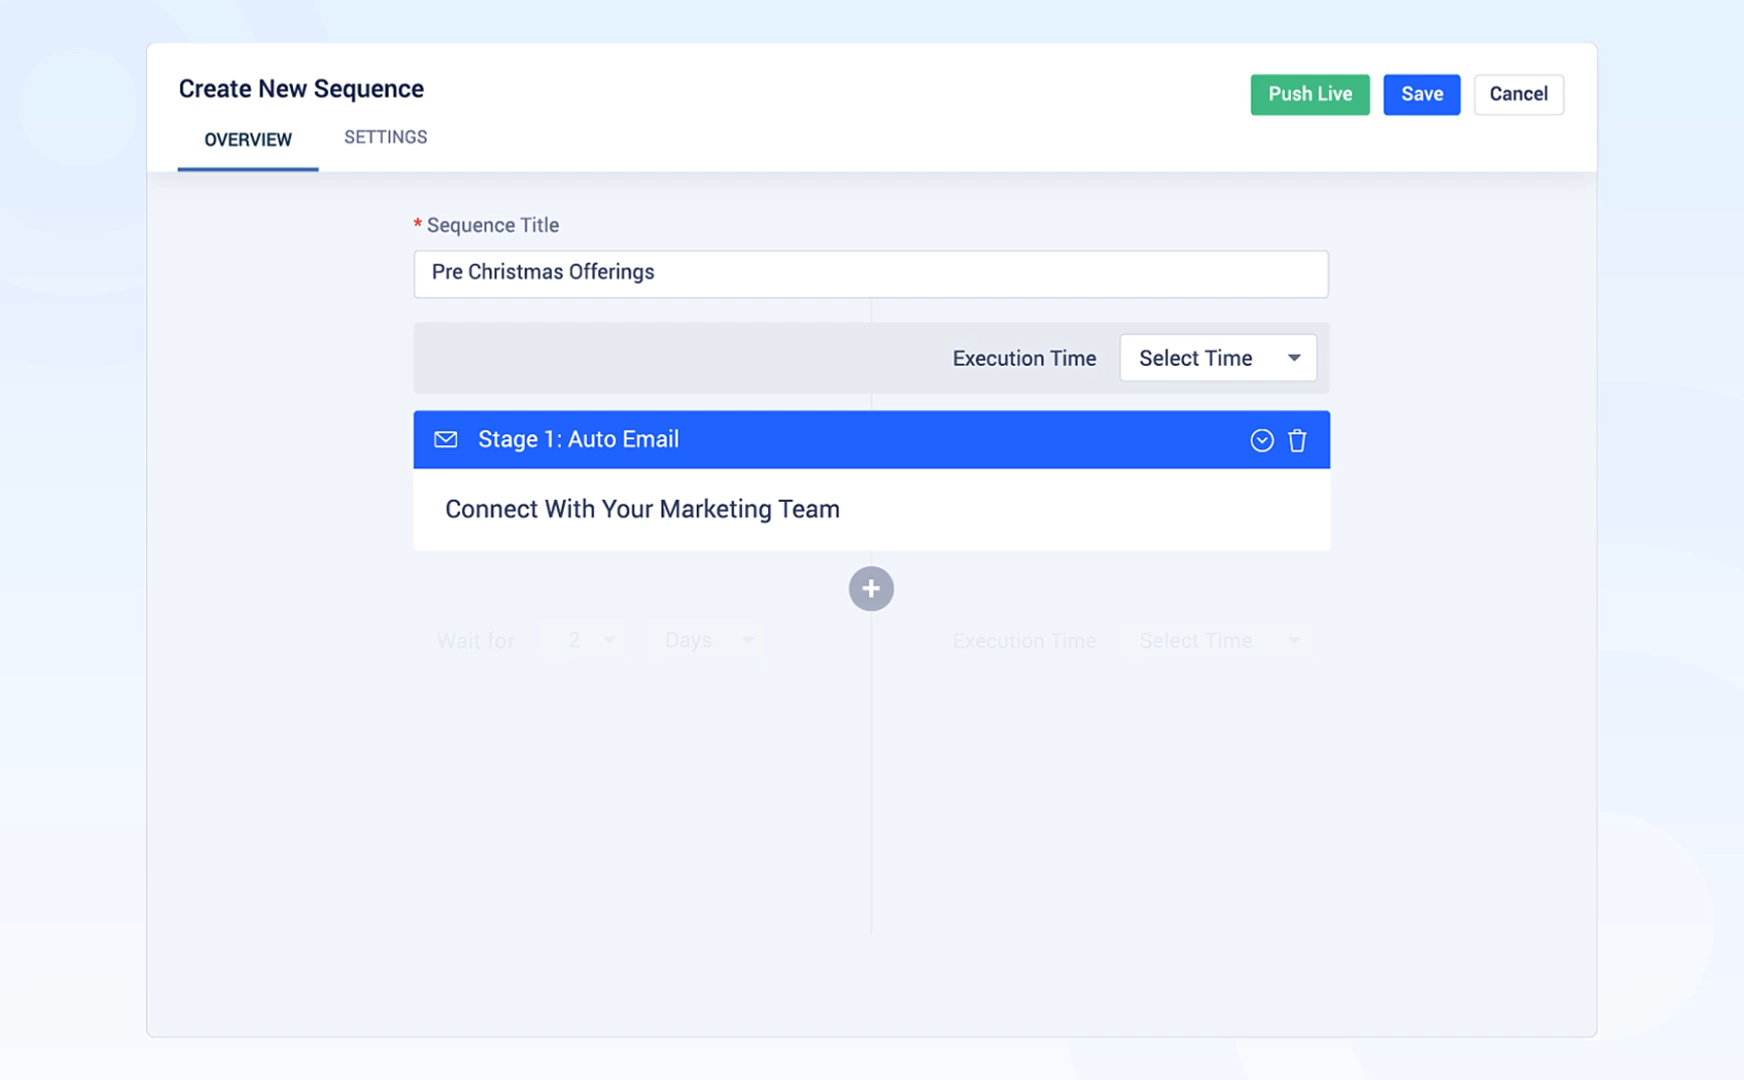 Create New Sequence
Push Live
Save
Cancel
OVERVIEW
SETTINGS
* Sequence Title
Pre Christmas Offerings
Execution Time
Select Time
Stage 1: Auto Email
Connect With Your Marketing Team
Wait for
2
Days
Execution Time
Select Time